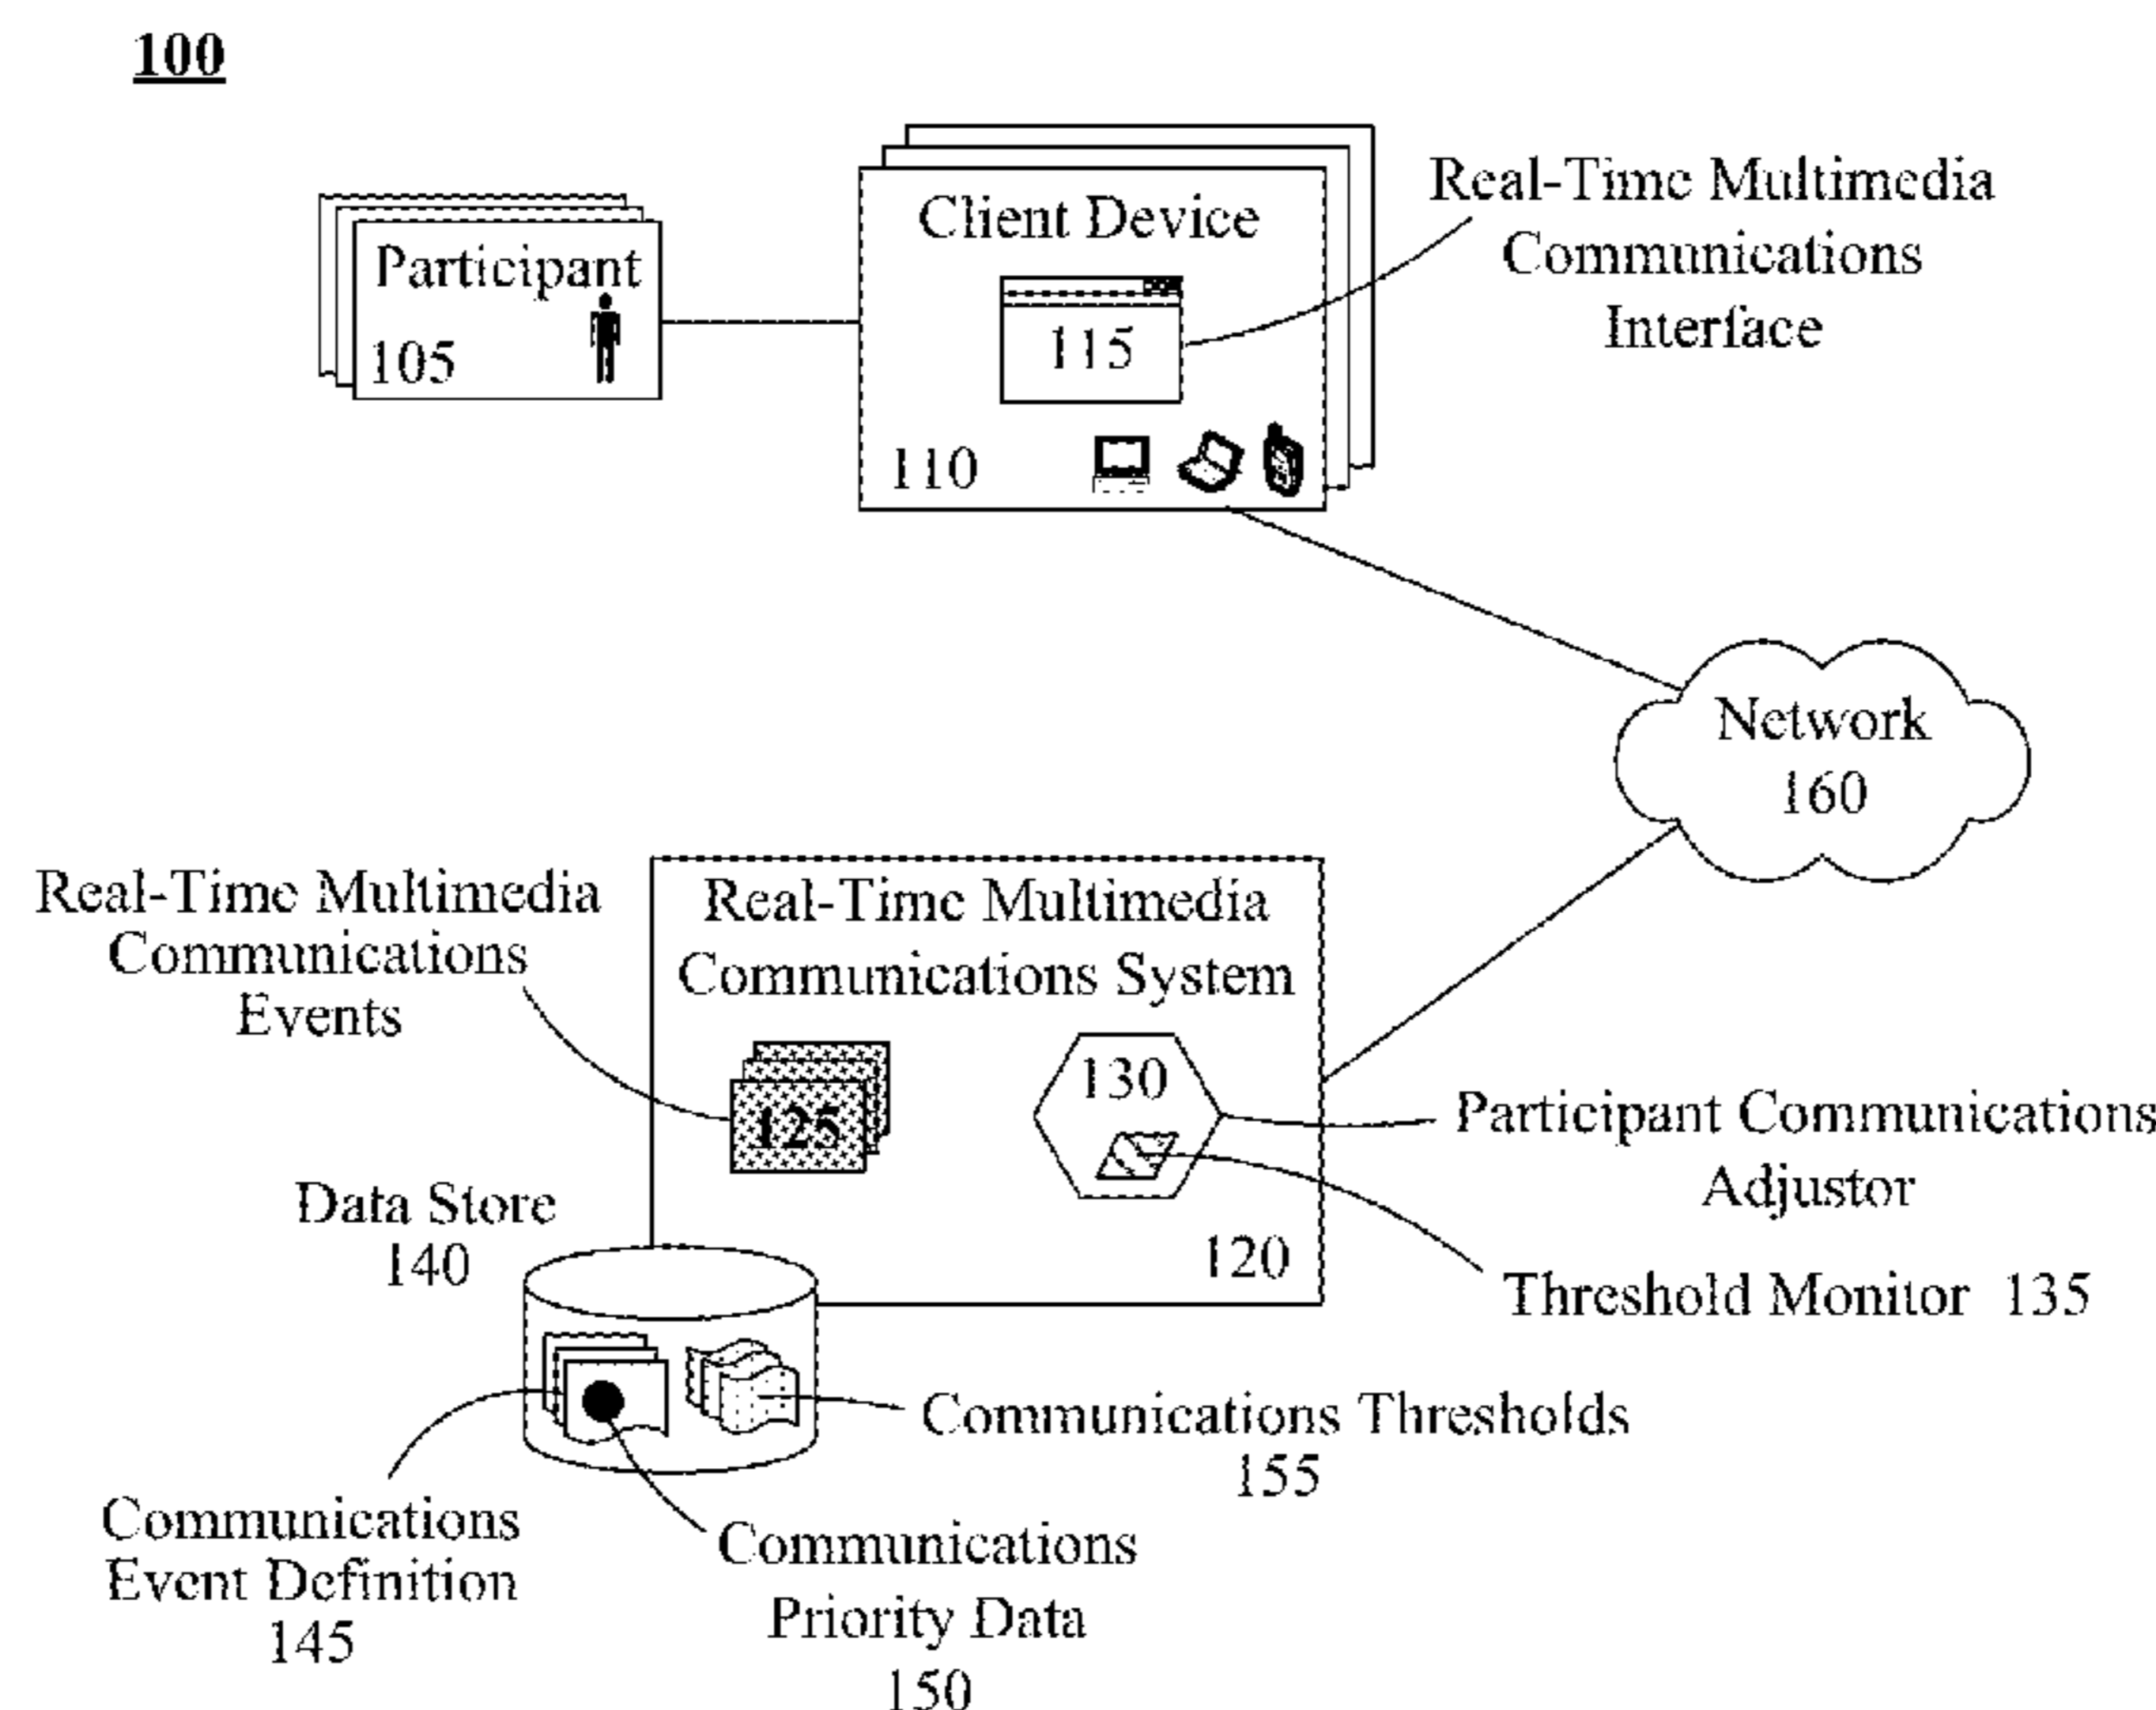 100
Participant
105
Client Device
115
110
Real-Time Multimedia
Communications
Interface
Network
160
Real-Time Multimedia
Communications
Events
Real-Time Multimedia
Communications System
125
130
120
Participant Communications
Adjustor
Threshold Monitor 135
Data Store
140
Communications Thresholds
155
Communications
Event Definition
145
Communications
Priority Data
150